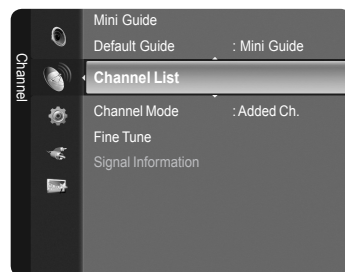 Channel
Mini Guide
Default Guide : Mini Guide
Channel List
Channel Mode : Added Ch.
Fine Tune
Signal Information